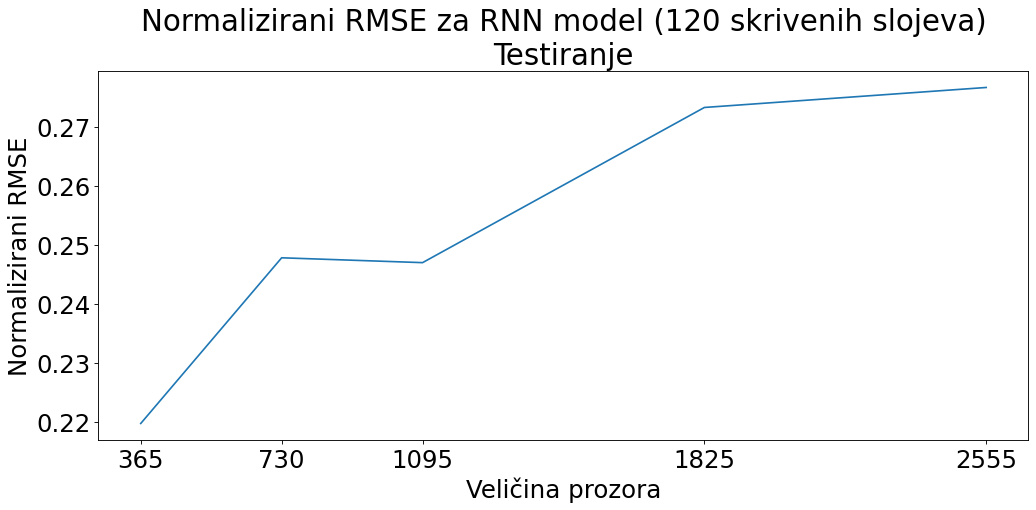 Normalizirani RMSE za RNN model (120 skrivenih slojeva)
Testiranje
Normalizirani RMSE
0.27
0.26
0.25
0.24
0.23
0.22
365 730 1095 1825 2555
Veličina prozora